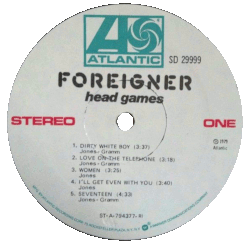 ATLANTIC
SD 29999
FOREIGNER
head games
STEREO
ONE
1. DIRTY WHITE BOY (3:37)
Jones- Gramm
2. LOVE ON THE TELEPHONE (3:18)
Jones- Gramm
3. WOMEN (3:25)
Jones
4. I'LL GET EVEN WITH YOU (3:40)
Jones
5. SEVENTEEN (4:33)
Jones- Gramm